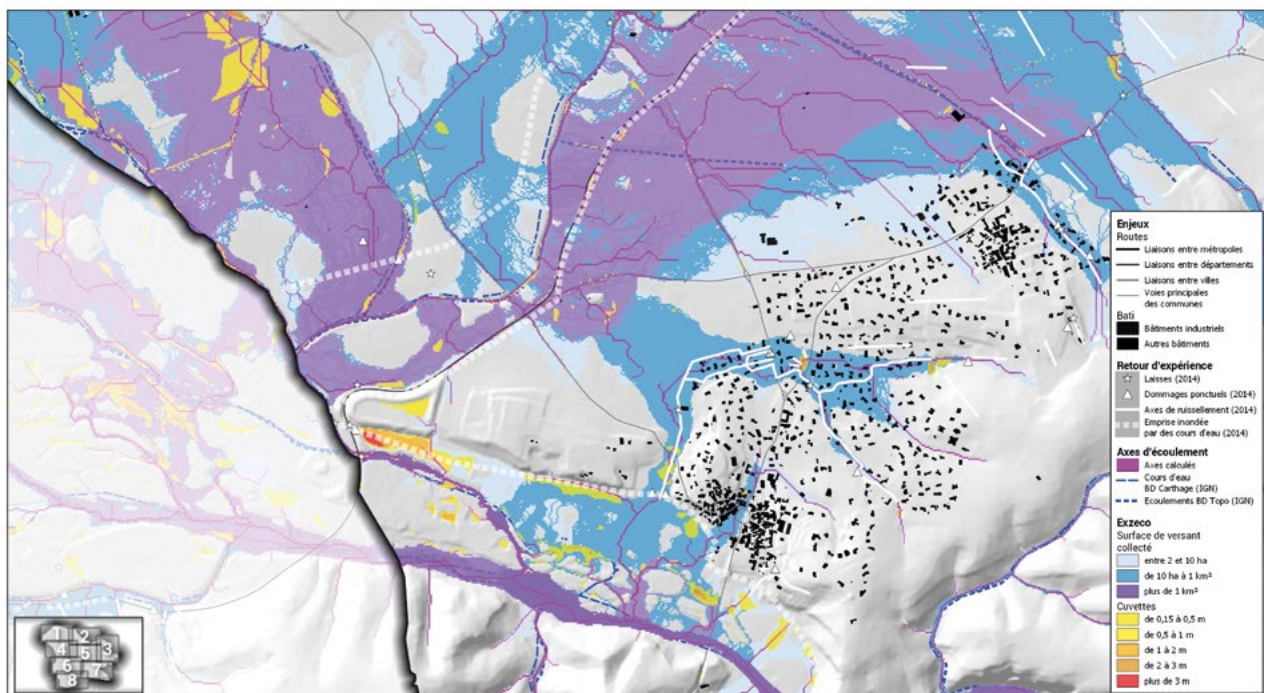 Enjeux
Routes
Liaisons entre métropoles
Liaisons entre départements
Liaisons entre villes
Voies principales
des communes
Bati
Bâtiments industriels
Autres bâtiments
Retour d'expérience
Laisses (2014)
Dommages ponctuels (2014)
Axes de ruissellement (2014)
Emprise inondée
par des cours d'eau (2014)
Axes d'écoulement
Axes calculés
Cours d'eau
BD Carthage (IGN)
Ecoulements BD Topo (IGN)
Exzeco
Surface de versant
collecté
entre 2 et 10 ha
de 10 ha à 1 km²
plus de 1 km²
Cuvettes
de 0,15 à 0,5 m
de 0,5 à 1 m
de 1 à 2 m
de 2 à 3 m
plus de 3 m
1 2
4 5 3
6 7
8